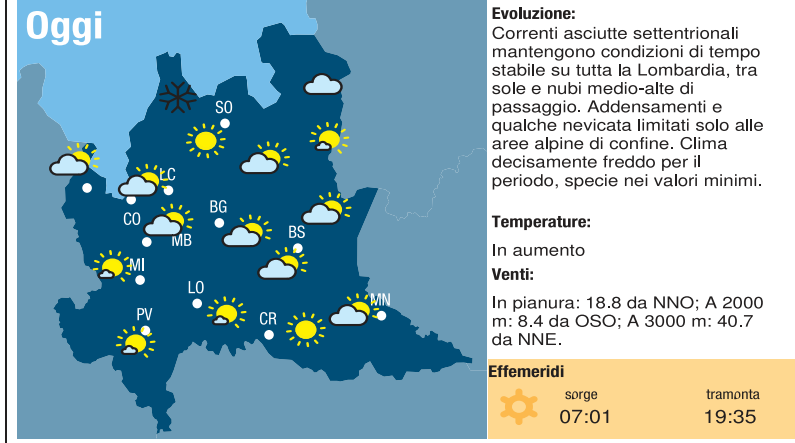 Oggi
SO
LC
CO
MB
BG
BS
MI
LO
PV
CR
MN
Evoluzione:
Correnti asciutte settentrionali
mantengono condizioni di tempo
stabile su tutta la Lombardia, tra
sole e nubi medio-alte di
passaggio. Addensamenti e
qualche nevicata limitati solo alle
aree alpine di confine. Clima
decisamente freddo per il
periodo, specie nei valori minimi.
Temperature:
In aumento
Venti:
In pianura: 18.8 da NNO; A 2000
m: 8.4 da OSO; A 3000 m: 40.7
da NNE.
Effemeridi
sorge
07:01
tramonta
19:35